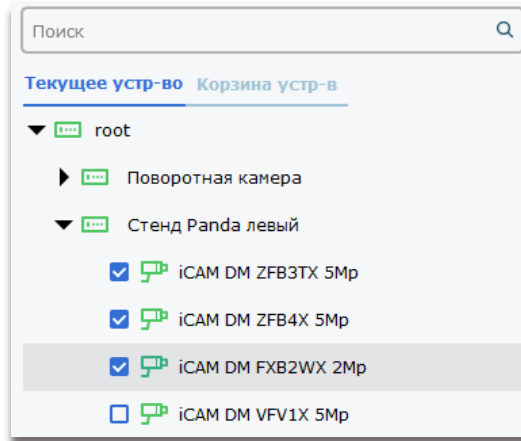 Поиск
Текущее устр-во Корзина устр-в
root
Поворотная камера
Стенд Panda левый
iCAM DM ZFB3TX 5Mp
iCAM DM ZFB4X 5Mp
iCAM DM FXB2WX 2Mp
iCAM DM VFV1X 5Mp